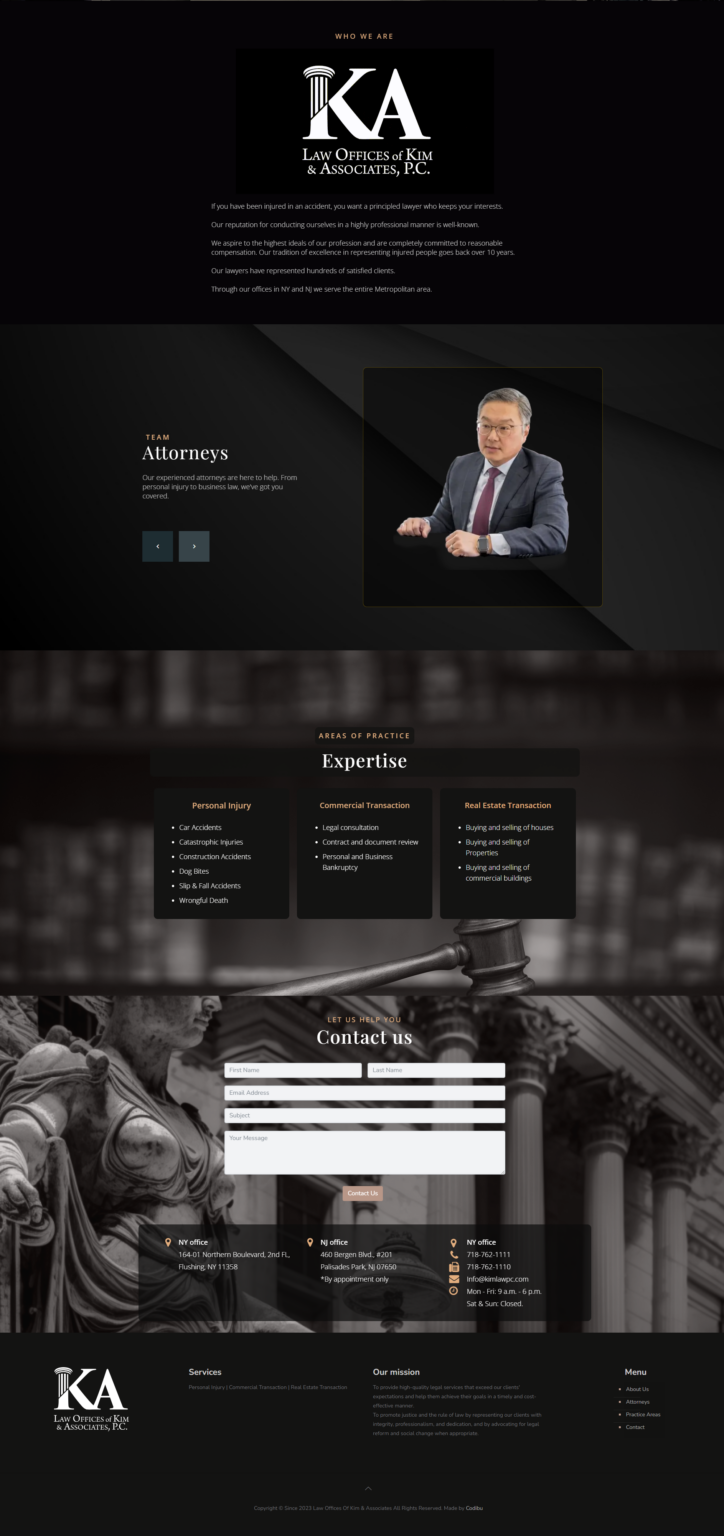 WHO WE ARE
KA
LAW OFFICES of KIM
& ASSOCIATES, P.C.
If you have been injured in an accident, you want a principled lawyer who keeps your interests.
Our reputation for conducting ourselves in a highly professional manner is well-known.
We aspire to the highest ideals of our profession and are completely committed to reasonable
compensation. Our tradition of excellence in representing injured people goes back over 10 years.
Our lawyers have represented hundreds of satisfied clients.
Through our offices in NY and NJ we serve the entire Metropolitan area.
TEAM
Attorneys
Our experienced attorneys are here to help. From
personal injury to business law, we've got you
covered.
AREAS OF PRACTICE
Expertise
Personal Injury
Car Accidents
Catastrophic Injuries
Construction Accidents
Dog Bites
Slip & Fall Accidents
Wrongful Death
Commercial Transaction
Legal consultation
Contract and document review
Personal and Business
Bankruptcy
Real Estate Transaction
Buying and selling of houses
Buying and selling of
Properties
Buying and selling of
commercial buildings
LET US HELP YOU
Contact us
First Name
Last Name
Email Address
Subject
Your Message
Contact Us
NY office
164-01 Northern Boulevard, 2nd FL,
Flushing, NY 11358
NJ office
460 Bergen Blvd., #201
Palisades Park, NJ 07650
*By appointment only
NY office
718-762-1111
718-762-1110
Info@kimlawpc.com
Mon - Fri: 9 a.m. - 6 p.m.
Sat & Sun: Closed.
KA
LAW OFFICES of KIM
& ASSOCIATES, P.C.
Services
Personal Injury | Commercial Transaction | Real Estate Transaction
Our mission
To provide high-quality legal services that exceed our clients'
expectations and help them achieve their goals in a timely and cost-
effective manner.
To promote justice and the rule of law by representing our clients with
integrity, professionalism, and dedication, and by advocating for legal
reform and social change when appropriate.
Menu
About Us
Attorneys
Practice Areas
Contact
Copyright © Since 2023 Law Offices Of Kim & Associates All Rights Reserved. Made by Codibu